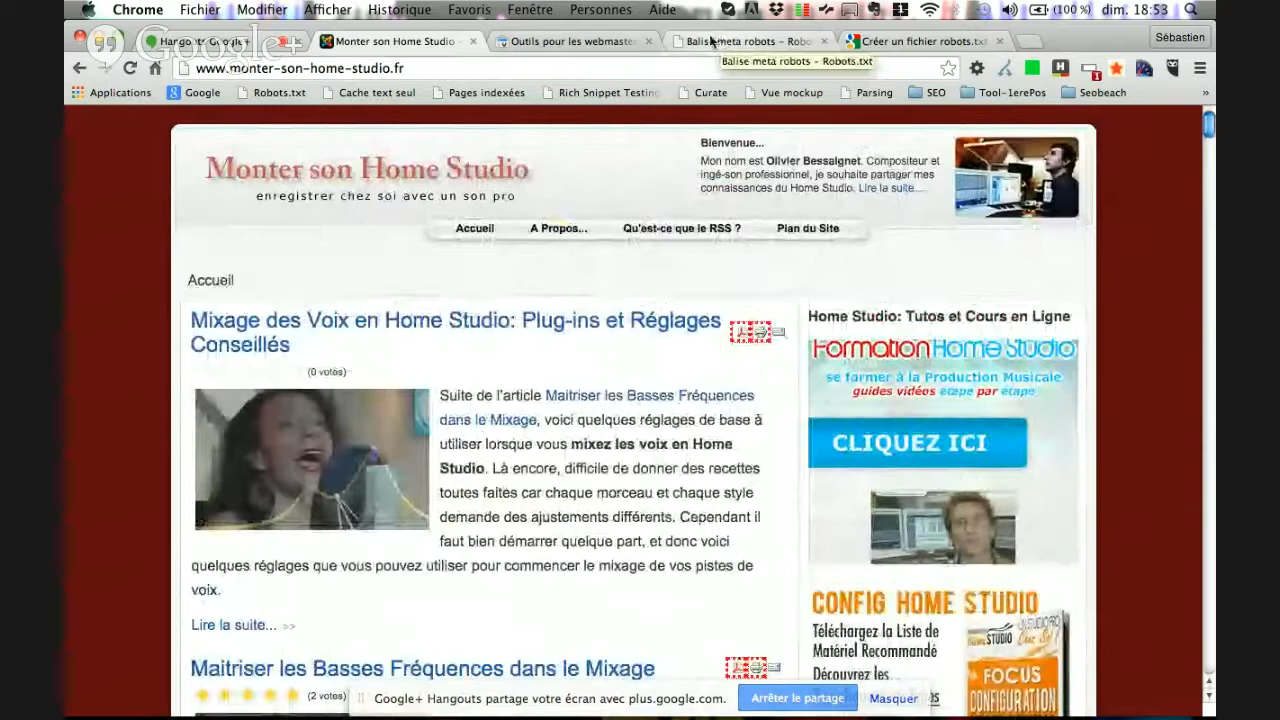 Chrome Fichier Modifier Afficher Historique Favoris Fenêtre Personnes Aide (100 %) dim. 18:53
Google+
Monter son Home Studio
Outils pour les webmaste
Balise meta robots – Robo
Créer un fichier robots.txt
Sébastien
www.monter-son-home-studio.fr
Balise meta robots – Robots.txt
Applications Google Robots.txt Cache text seul Pages indexées Rich Snippet Testing Curate Vue mockup Parsing SEO Tool-1erePos Seobeach »
Monter son Home Studio
enregistrer chez soi avec un son pro
Bienvenue...
Mon nom est Olivier Bessaignet. Compositeur et
ingé-son professionnel, je souhaite partager mes
connaissances du Home Studio. Lire la suite....
Accueil A Propos... Qu'est-ce que le RSS ? Plan du Site
Accueil
Mixage des Voix en Home Studio: Plug-ins et Réglages
Conseillés
(0 votes)
Suite de l'article Maitriser les Basses Fréquences
dans le Mixage, voici quelques réglages de base à
utiliser lorsque vous mixez les voix en Home
Studio. Là encore, difficile de donner des recettes
toutes faites car chaque morceau et chaque style
demande des ajustements différents. Cependant il
faut bien démarrer quelque part, et donc voici
quelques réglages que vous pouvez utiliser pour commencer le mixage de vos pistes de
voix.
Lire la suite... >>
Maitriser les Basses Fréquences dans le Mixage
(2 votes)
Home Studio: Tutos et Cours en Ligne
Formation Home Studio
se former à la Production Musicale
guides vidéos étape par étape
CLIQUEZ ICI
CONFIG HOME STUDIO
Téléchargez la Liste de
Matériel Recommandé
Découvrez les...
FOCUS
CONFIGURATION
Google+ Hangouts partage votre écran avec plus.google.com. Arrêter le partage Masquer